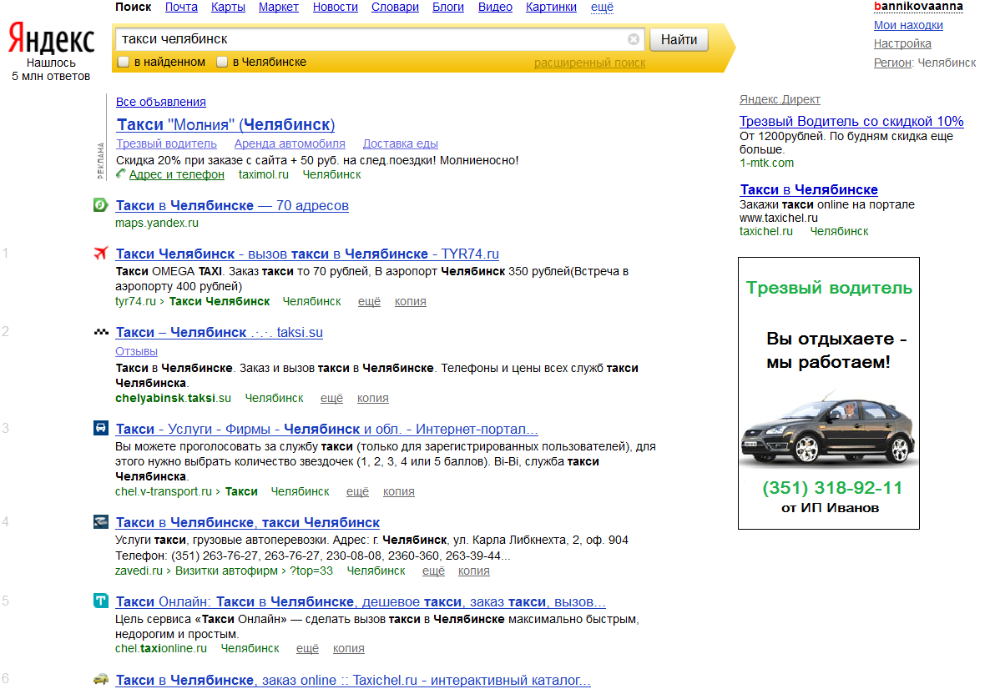 Поиск Почта Карты Маркет Новости Словари Блоги Видео Картинки ещё
bannikovaanna
Мои находки
Настройка
Регион: Челябинск
Яндекс
Нашлось
5 млн ответов
такси челябинск
Найти
в найденном в Челябинске расширенный поиск
Все объявления
РЕКЛАМА
Такси "Молния" (Челябинск)
Трезвый водитель Аренда автомобиля Доставка еды
Скидка 20% при заказе с сайта + 50 руб. на след.поездки! Молниеносно!
Адрес и телефон taximol.ru Челябинск
Такси в Челябинске — 70 адресов
maps.yandex.ru
1
Такси Челябинск - вызов такси в Челябинске - TYR74.ru
Такси OMEGA TAXI. Заказ такси то 70 рублей, В аэропорт Челябинск 350 рублей(Встреча в
аэропорту 400 рублей)
tyr74.ru › Такси Челябинск Челябинск ещё копия
2
Такси – Челябинск .·.·. taksi.su
Отзывы
Такси в Челябинске. Заказ и вызов такси в Челябинске. Телефоны и цены всех служб такси
Челябинска.
chelyabinsk.taksi.su Челябинск ещё копия
3
Такси - Услуги - Фирмы - Челябинск и обл. - Интернет-портал...
Вы можете проголосовать за службу такси (только для зарегистрированных пользователей), для
этого нужно выбрать количество звездочек (1, 2, 3, 4 или 5 баллов). Bi-Bi, служба такси
Челябинска.
chel.v-transport.ru › Такси Челябинск ещё копия
4
Такси в Челябинске, такси Челябинск
Услуги такси, грузовые автоперевозки. Адрес: г. Челябинск, ул. Карла Либкнехта, 2, оф. 904
Телефон: (351) 263-76-27, 263-76-27, 230-08-08, 2360-360, 263-39-44...
zavedi.ru › Визитки автофирм › ?top=33 Челябинск ещё копия
5
Такси Онлайн: Такси в Челябинске, дешевое такси, заказ такси, вызов...
Цель сервиса «Такси Онлайн» — сделать вызов такси в Челябинске максимально быстрым,
недорогим и простым.
chel.taxionline.ru Челябинск ещё копия
6
Такси в Челябинске, заказ online :: Taxichel.ru - интерактивный каталог...
Яндекс.Директ
Трезвый Водитель со скидкой 10%
От 1200рублей. По будням скидка еще
больше.
1-mtk.com
Такси в Челябинске
Закажи такси online на портале
www.taxichel.ru
taxichel.ru Челябинск
Трезвый водитель
Вы отдыхаете -
мы работаем!
(351) 318-92-11
от ИП Иванов